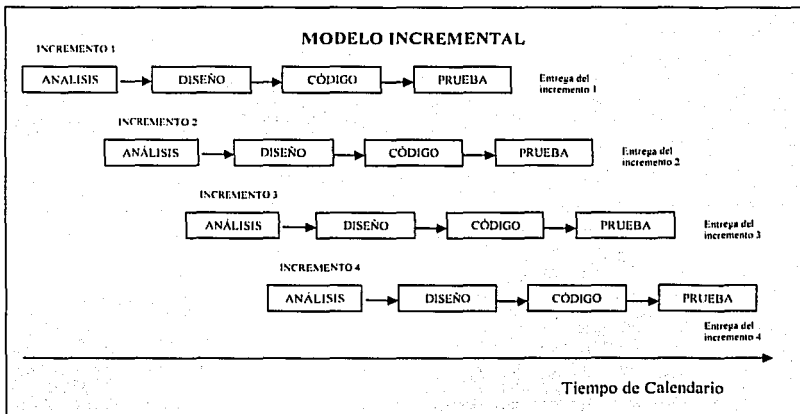 MODELO INCREMENTAL
INCREMENTO 1
ANÁLISIS DISEÑO CÓDIGO PRUEBA
Entrega del
incremento 1
INCREMENTO 2
ANÁLISIS DISEÑO CÓDIGO PRUEBA
Entrega del
incremento 2
INCREMENTO 3
ANÁLISIS DISEÑO CÓDIGO PRUEBA
Entrega del
incremento 3
INCREMENTO 4
ANÁLISIS DISEÑO CÓDIGO PRUEBA
Entrega del
incremento 4
Tiempo de Calendario